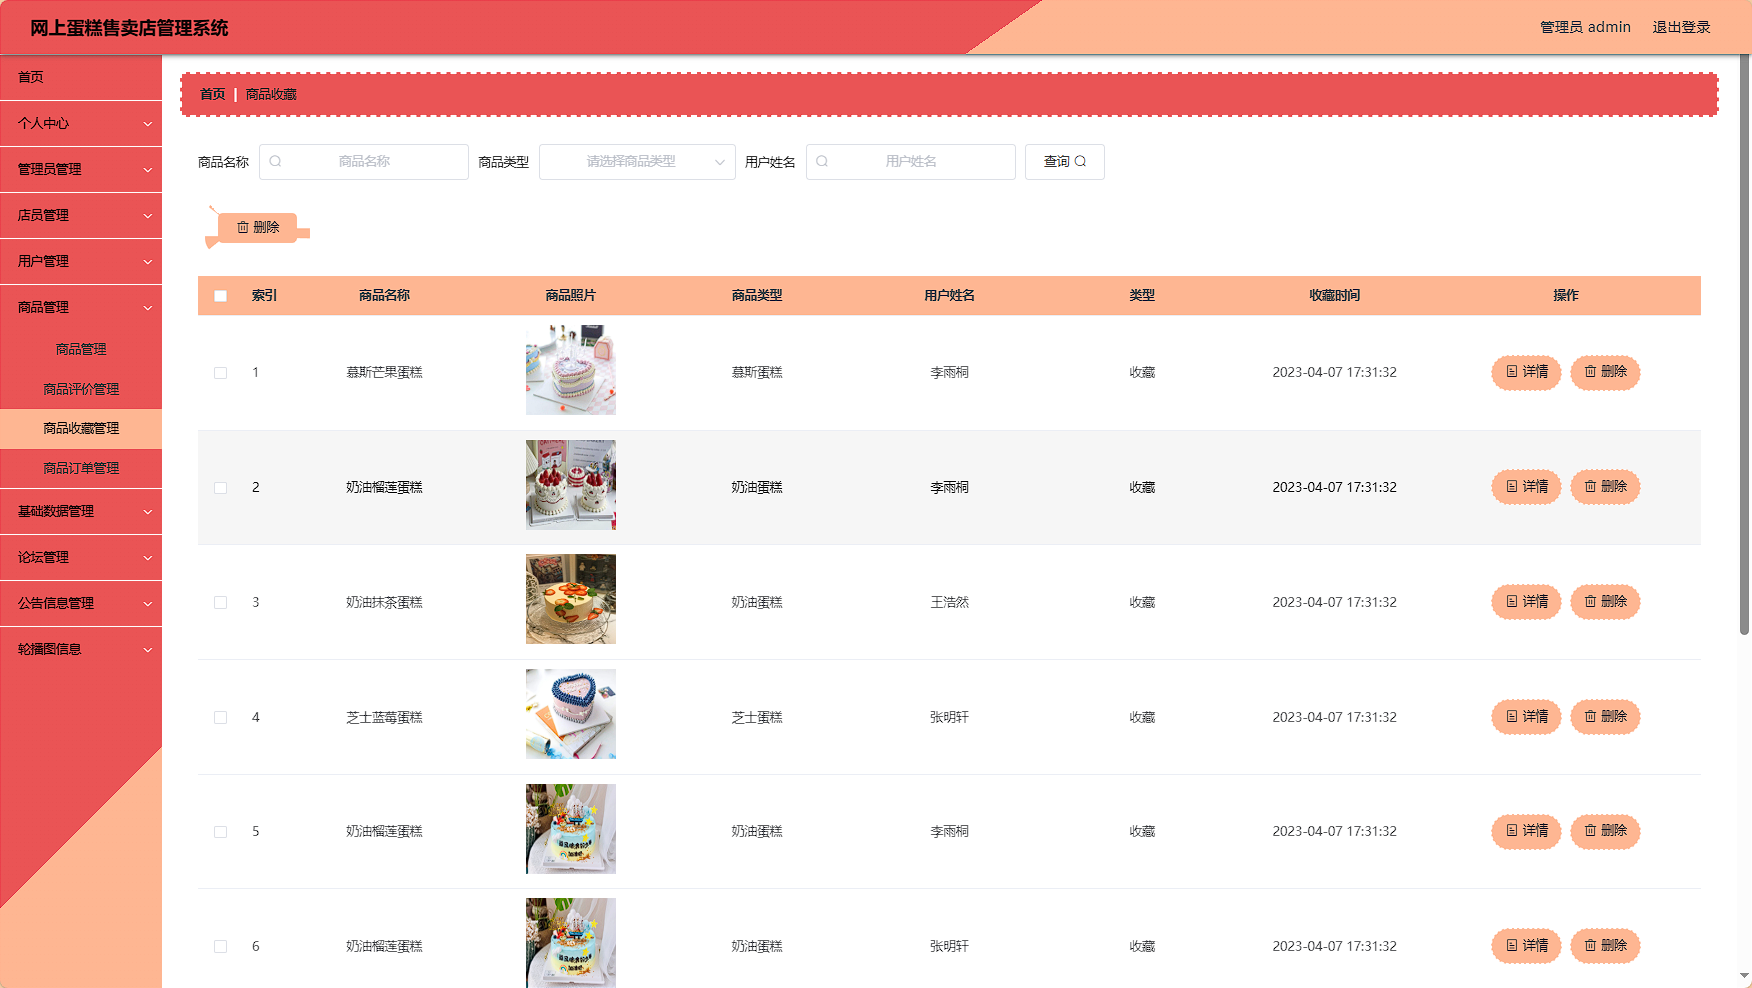 网上蛋糕售卖店管理系统
管理员 admin 退出登录
首页
个人中心
管理员管理
店员管理
用户管理
商品管理
商品管理
商品评价管理
商品收藏管理
商品订单管理
基础数据管理
论坛管理
公告信息管理
轮播图信息
首页 | 商品收藏
商品名称 商品名称 商品类型 请选择商品类型 用户姓名 用户姓名 查询
删除
索引 商品名称 商品照片 商品类型 用户姓名 类型 收藏时间 操作
1 慕斯芒果蛋糕 慕斯蛋糕 李雨桐 收藏 2023-04-07 17:31:32 详情 删除
2 奶油榴莲蛋糕 奶油蛋糕 李雨桐 收藏 2023-04-07 17:31:32 详情 删除
3 奶油抹茶蛋糕 奶油蛋糕 王浩然 收藏 2023-04-07 17:31:32 详情 删除
4 芝士蓝莓蛋糕 芝士蛋糕 张明轩 收藏 2023-04-07 17:31:32 详情 删除
5 奶油榴莲蛋糕 奶油蛋糕 李雨桐 收藏 2023-04-07 17:31:32 详情 删除
6 奶油榴莲蛋糕 奶油蛋糕 张明轩 收藏 2023-04-07 17:31:32 详情 删除